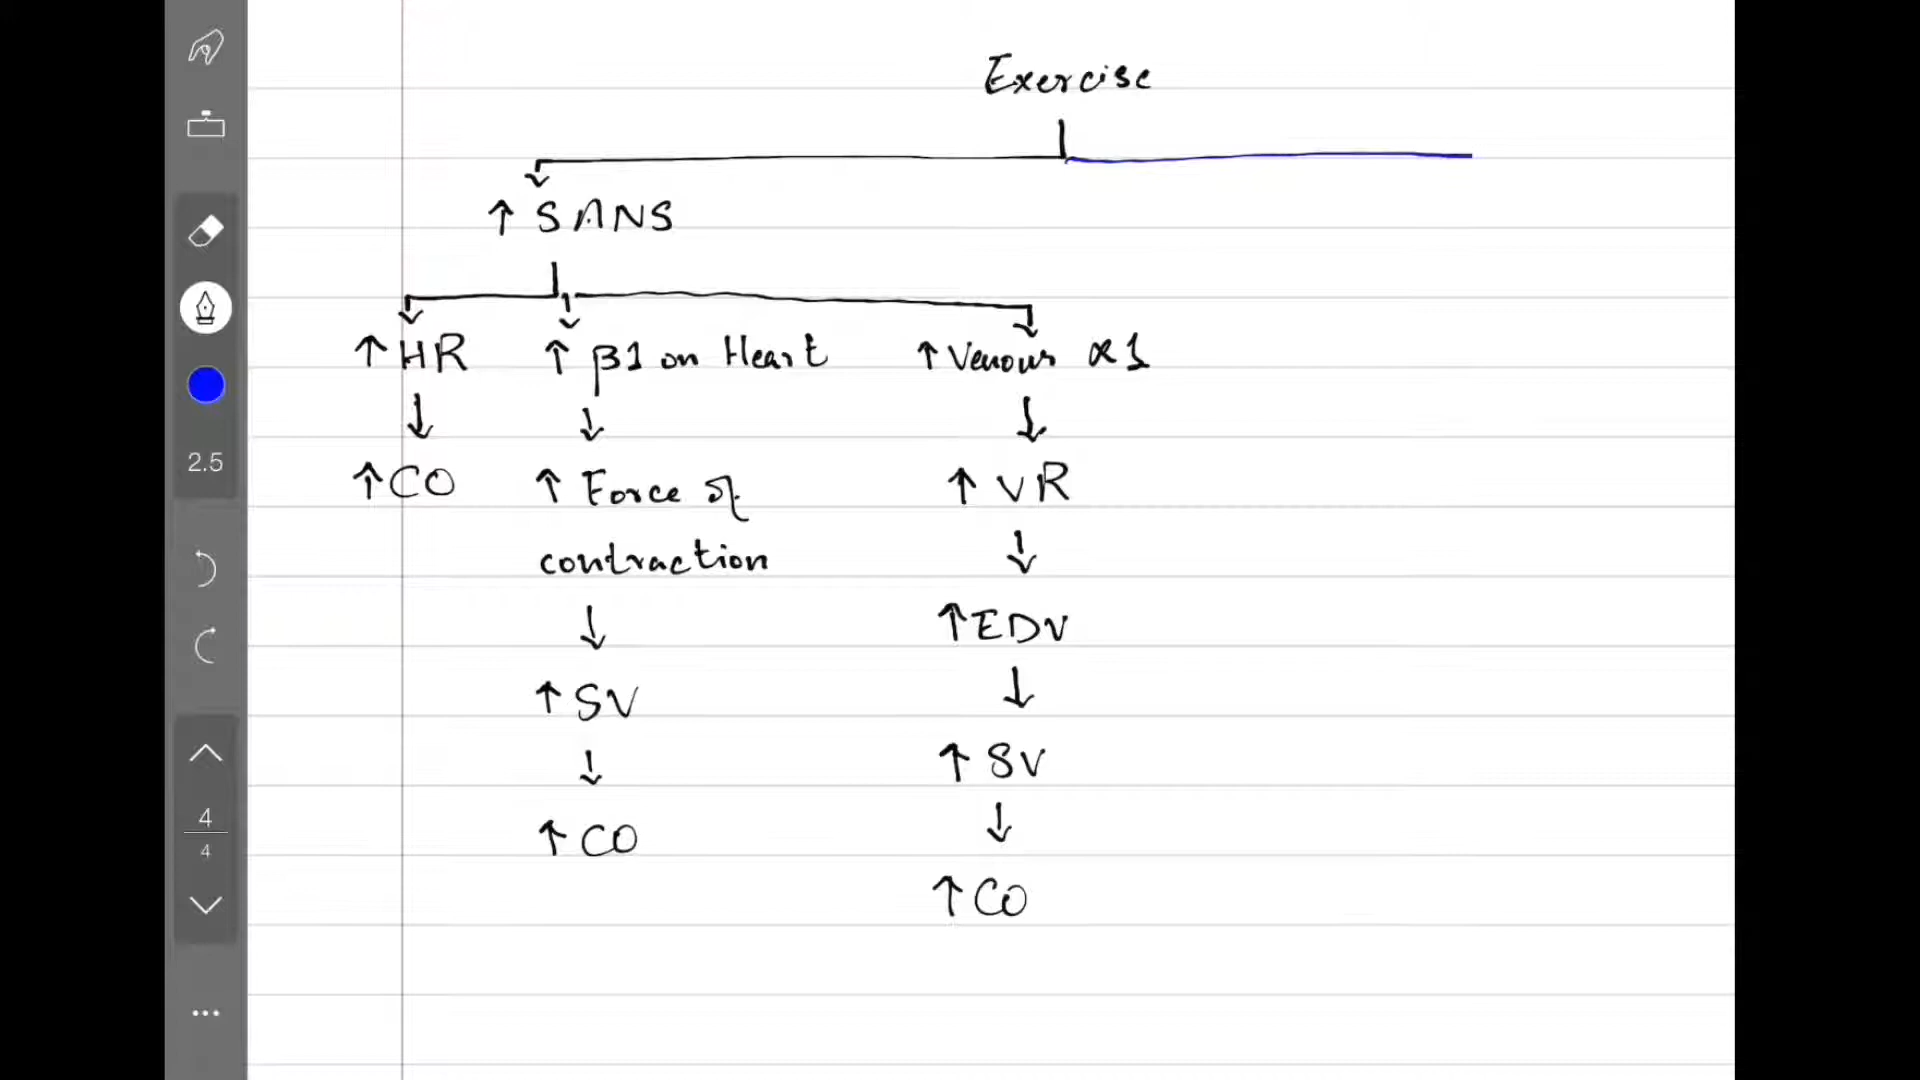 Exercise
↑ SANS
↑ HR ↑ β1 on Heart ↑ Venous α1
↓ ↓ ↓
↑ CO ↑ Force of ↑ VR
contraction ↓
↓ ↑ EDV
↑ SV ↓
↓ ↑ SV
↑ CO ↓
↑ CO
2.5
4
4